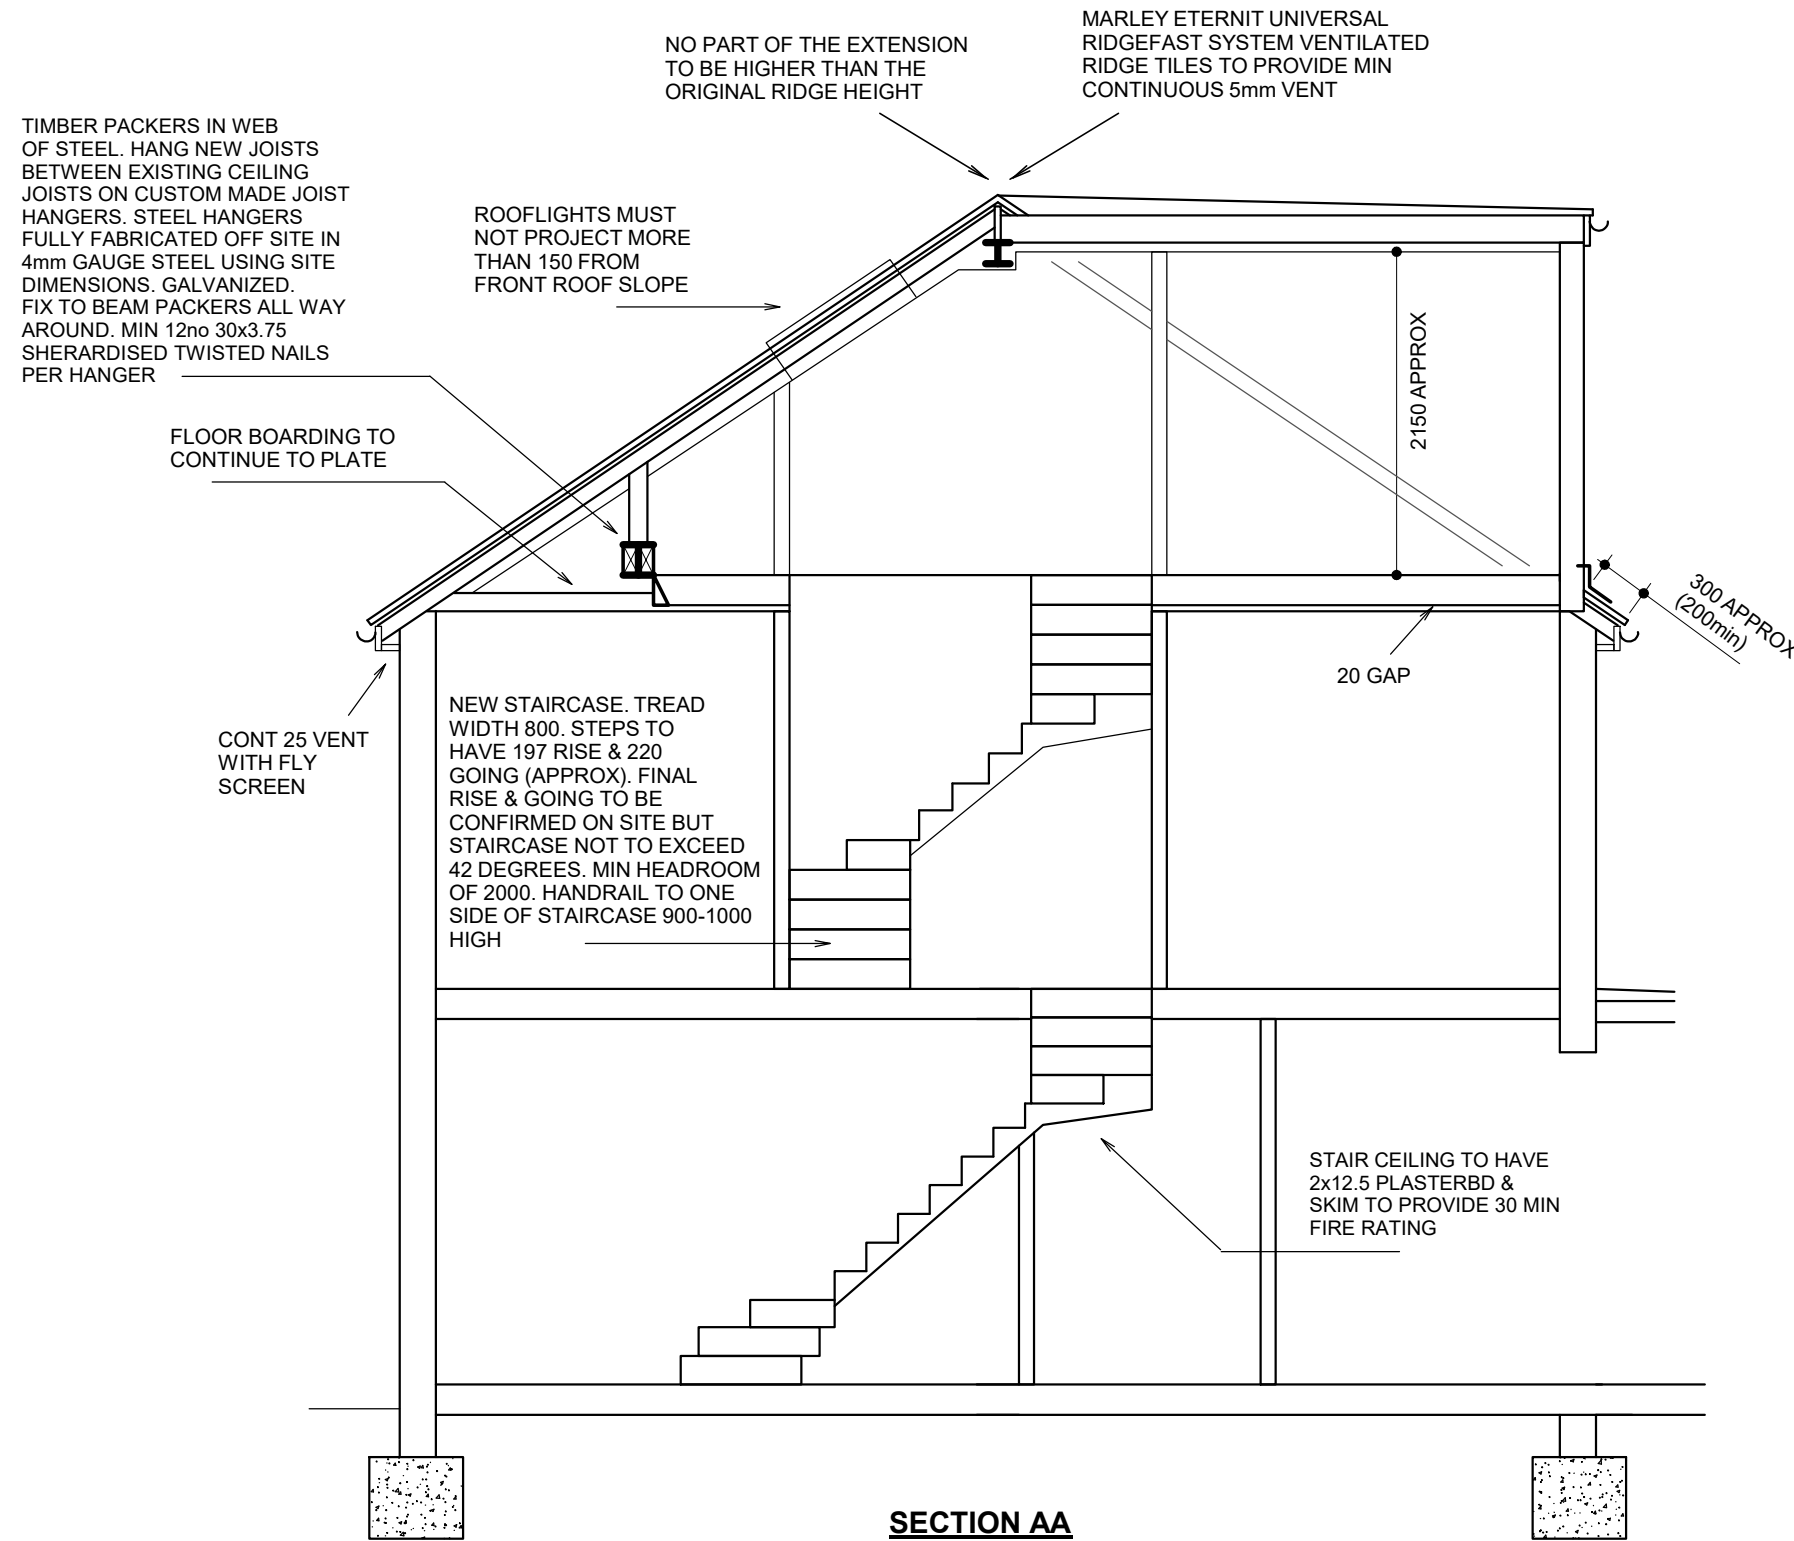 NO PART OF THE EXTENSION
TO BE HIGHER THAN THE
ORIGINAL RIDGE HEIGHT
MARLEY ETERNIT UNIVERSAL
RIDGEFAST SYSTEM VENTILATED
RIDGE TILES TO PROVIDE MIN
CONTINUOUS 5mm VENT
TIMBER PACKERS IN WEB
OF STEEL. HANG NEW JOISTS
BETWEEN EXISTING CEILING
JOISTS ON CUSTOM MADE JOIST
HANGERS. STEEL HANGERS
FULLY FABRICATED OFF SITE IN
4mm GAUGE STEEL USING SITE
DIMENSIONS. GALVANIZED.
FIX TO BEAM PACKERS ALL WAY
AROUND. MIN 12no 30x3.75
SHERARDISED TWISTED NAILS
PER HANGER
ROOFLIGHTS MUST
NOT PROJECT MORE
THAN 150 FROM
FRONT ROOF SLOPE
FLOOR BOARDING TO
CONTINUE TO PLATE
2150 APPROX
300 APPROX
(200min)
20 GAP
CONT 25 VENT
WITH FLY
SCREEN
NEW STAIRCASE. TREAD
WIDTH 800. STEPS TO
HAVE 197 RISE & 220
GOING (APPROX). FINAL
RISE & GOING TO BE
CONFIRMED ON SITE BUT
STAIRCASE NOT TO EXCEED
42 DEGREES. MIN HEADROOM
OF 2000. HANDRAIL TO ONE
SIDE OF STAIRCASE 900-1000
HIGH
STAIR CEILING TO HAVE
2x12.5 PLASTERBD &
SKIM TO PROVIDE 30 MIN
FIRE RATING
SECTION AA